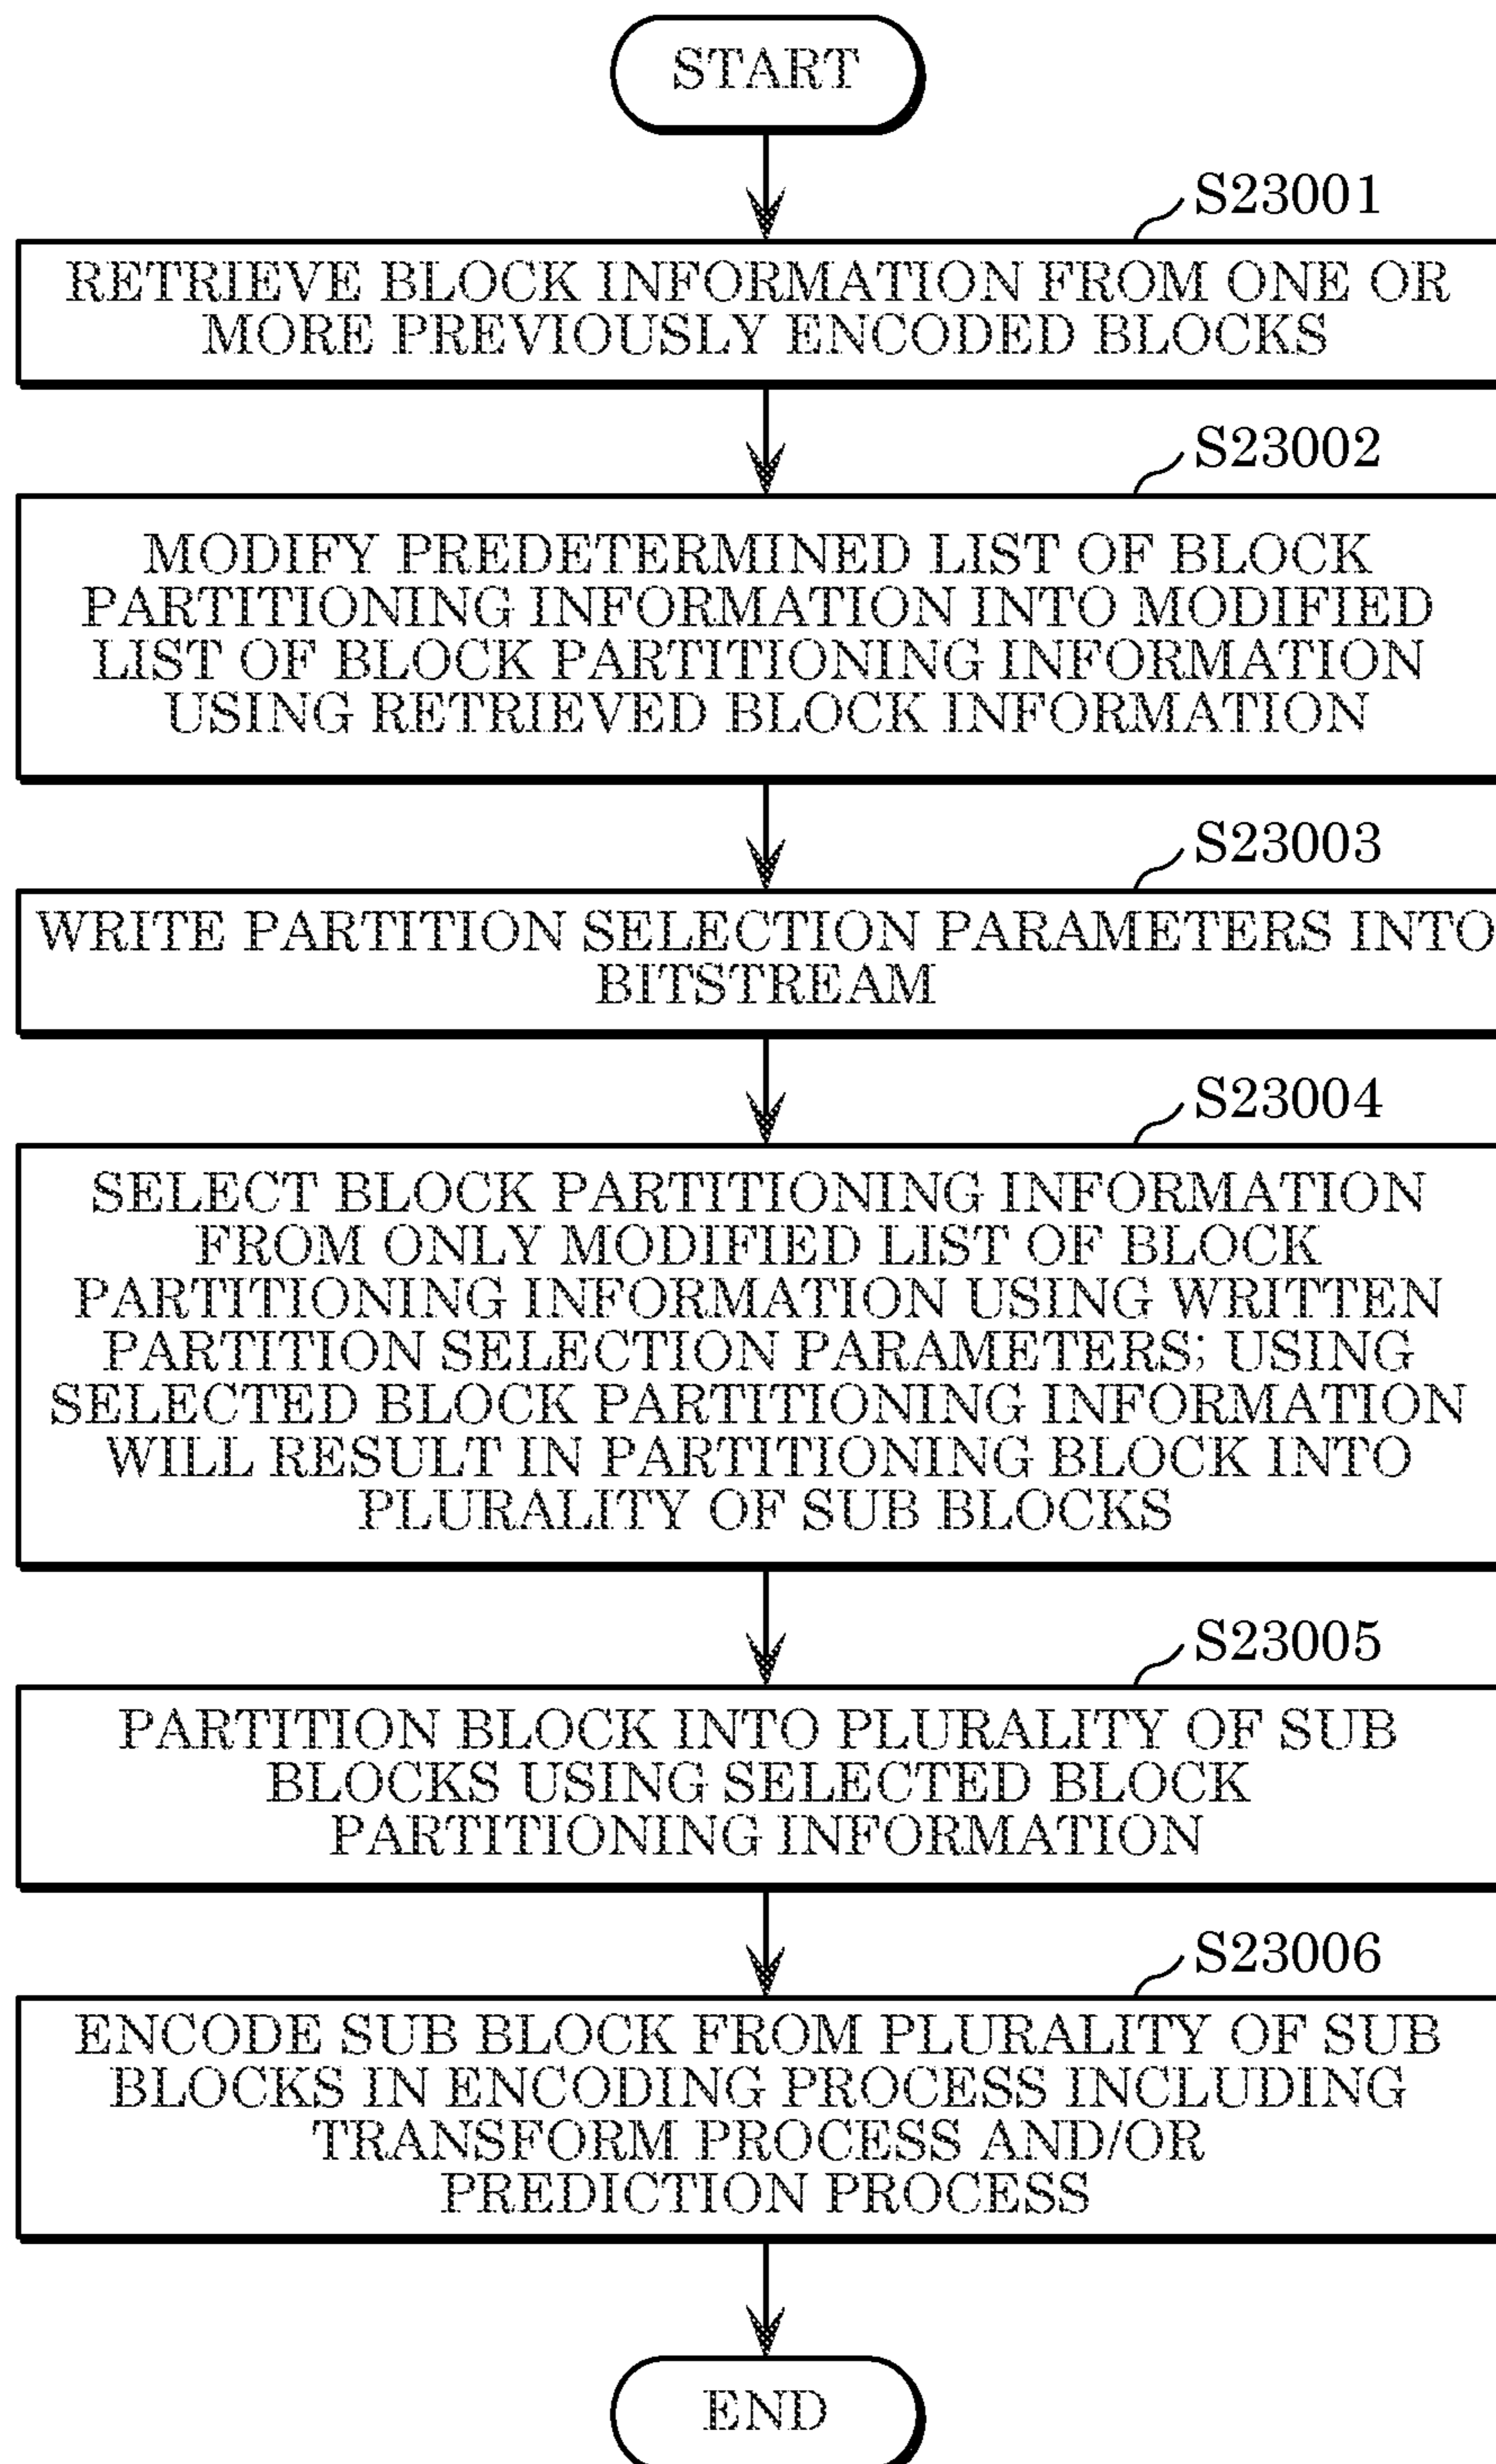 START
S23001
RETRIEVE BLOCK INFORMATION FROM ONE OR
MORE PREVIOUSLY ENCODED BLOCKS
S23002
MODIFY PREDETERMINED LIST OF BLOCK
PARTITIONING INFORMATION INTO MODIFIED
LIST OF BLOCK PARTITIONING INFORMATION
USING RETRIEVED BLOCK INFORMATION
S23003
WRITE PARTITION SELECTION PARAMETERS INTO
BITSTREAM
S23004
SELECT BLOCK PARTITIONING INFORMATION
FROM ONLY MODIFIED LIST OF BLOCK
PARTITIONING INFORMATION USING WRITTEN
PARTITION SELECTION PARAMETERS; USING
SELECTED BLOCK PARTITIONING INFORMATION
WILL RESULT IN PARTITIONING BLOCK INTO
PLURALITY OF SUB BLOCKS
S23005
PARTITION BLOCK INTO PLURALITY OF SUB
BLOCKS USING SELECTED BLOCK
PARTITIONING INFORMATION
S23006
ENCODE SUB BLOCK FROM PLURALITY OF SUB
BLOCKS IN ENCODING PROCESS INCLUDING
TRANSFORM PROCESS AND/OR
PREDICTION PROCESS
END